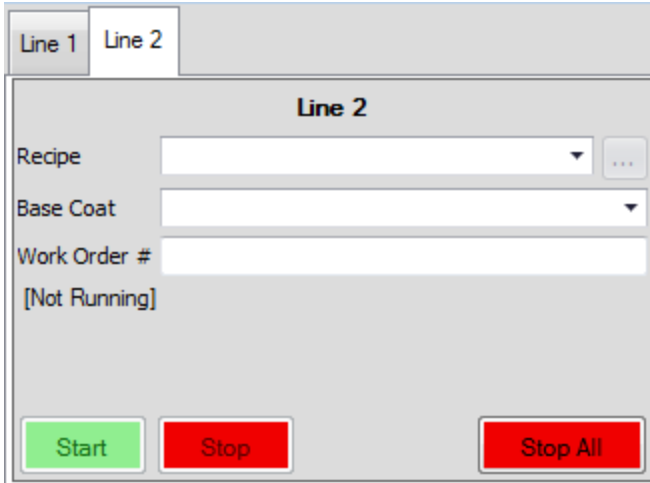 Line 1 Line 2
Line 2
Recipe ...
Base Coat
Work Order #
[Not Running]
Start Stop Stop All